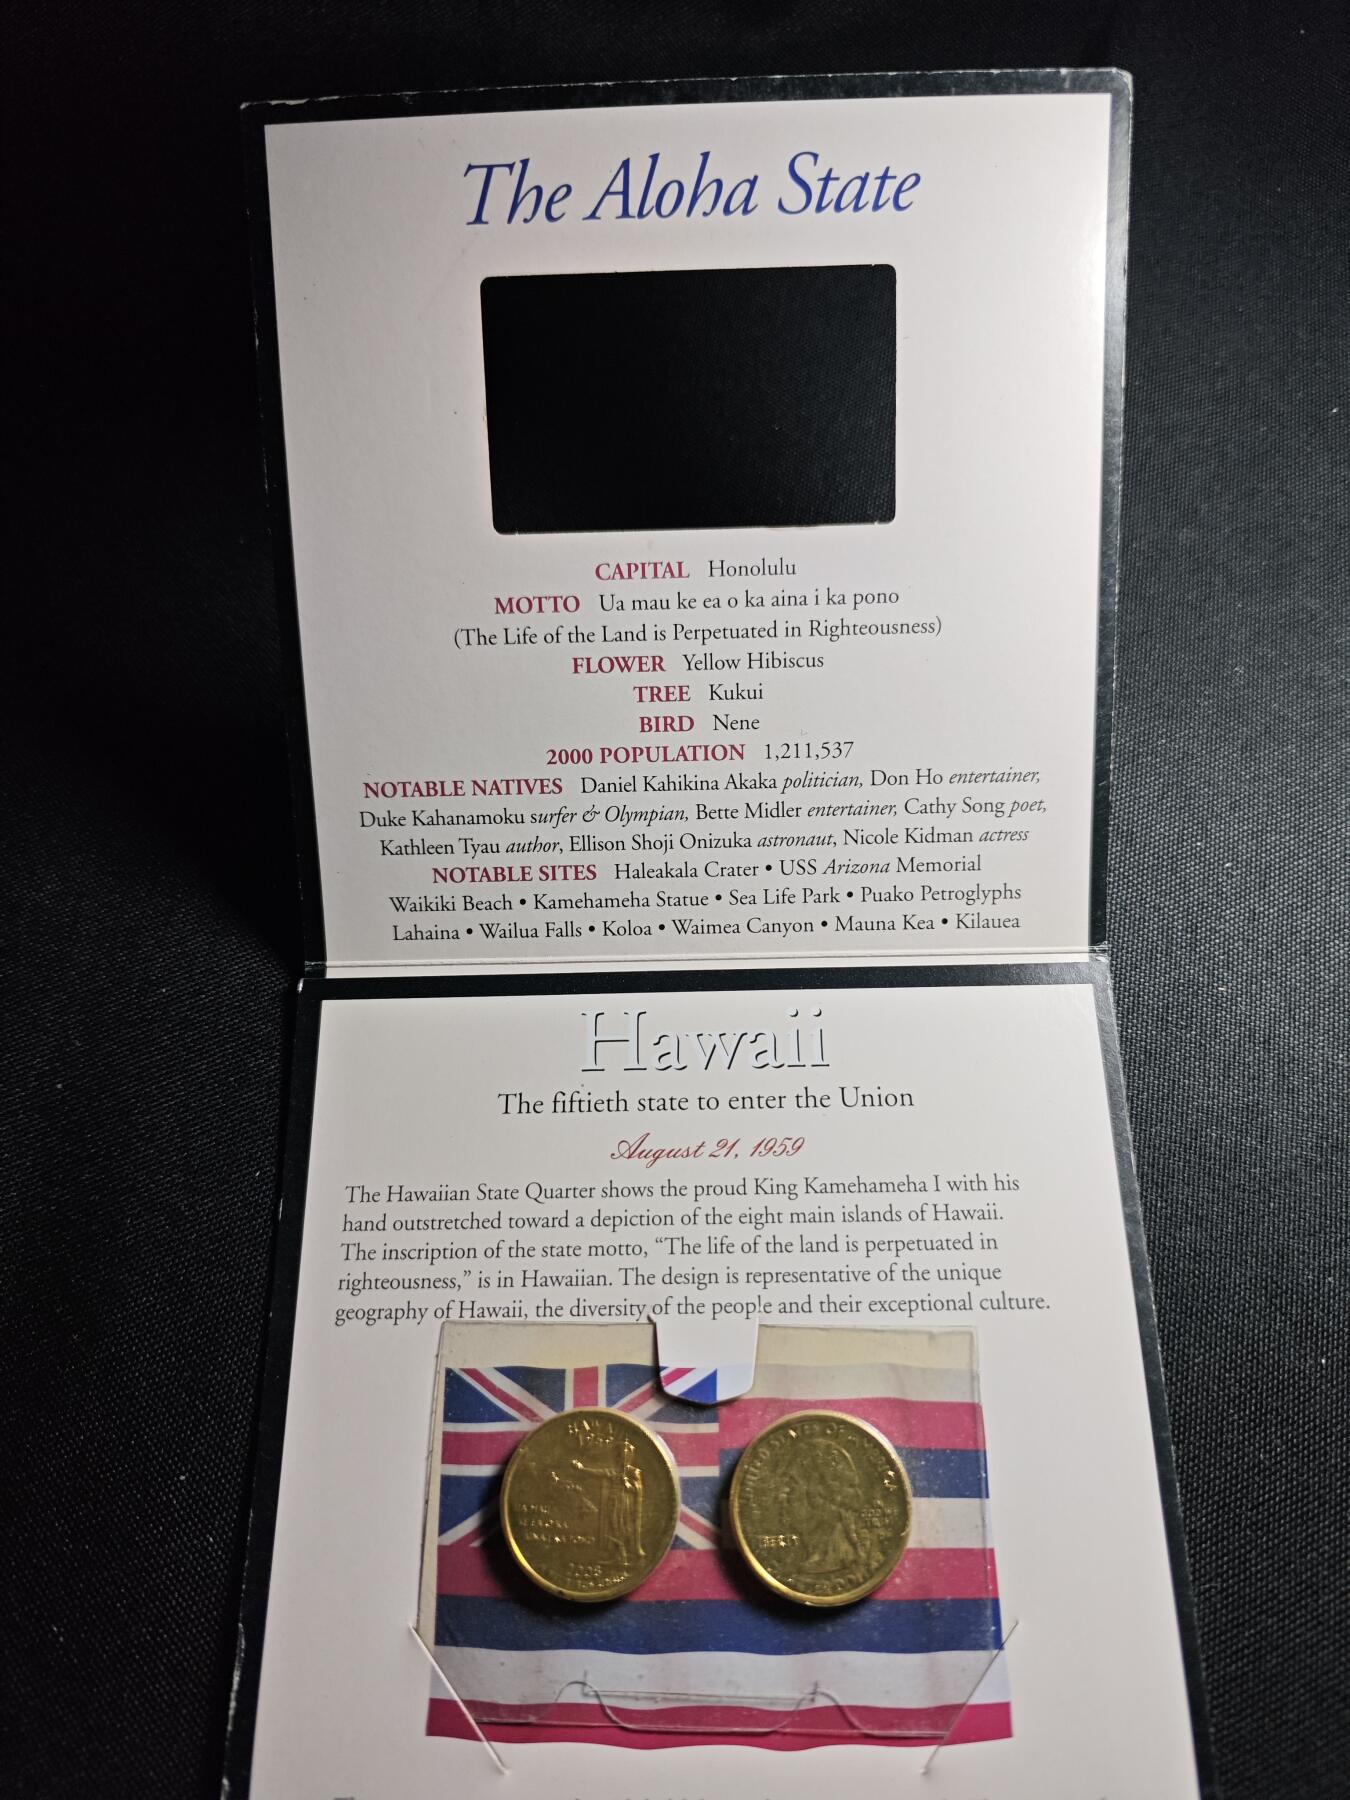 The Aloha State
CAPITAL Honolulu
MOTTO Ua mau ke ea o ka aina i ka pono
(The Life of the Land is Perpetuated in Righteousness)
FLOWER Yellow Hibiscus
TREE Kukui
BIRD Nene
2000 POPULATION 1,211,537
NOTABLE NATIVES Daniel Kahikina Akaka politician, Don Ho entertainer,
Duke Kahanamoku surfer & Olympian, Bette Midler entertainer, Cathy Song poet,
Kathleen Tyau author, Ellison Shoji Onizuka astronaut, Nicole Kidman actress
NOTABLE SITES Haleakala Crater • USS Arizona Memorial
Waikiki Beach • Kamehameha Statue • Sea Life Park • Puako Petroglyphs
Lahaina • Wailua Falls • Koloa • Waimea Canyon • Mauna Kea • Kilauea
Hawaii
The fiftieth state to enter the Union
August 21, 1959
The Hawaiian State Quarter shows the proud King Kamehameha I with his
hand outstretched toward a depiction of the eight main islands of Hawaii.
The inscription of the state motto, “The life of the land is perpetuated in
righteousness,” is in Hawaiian. The design is representative of the unique
geography of Hawaii, the diversity of the people and their exceptional culture.
HAWAII
2008
UNITED STATES OF AMERICA
LIBERTY